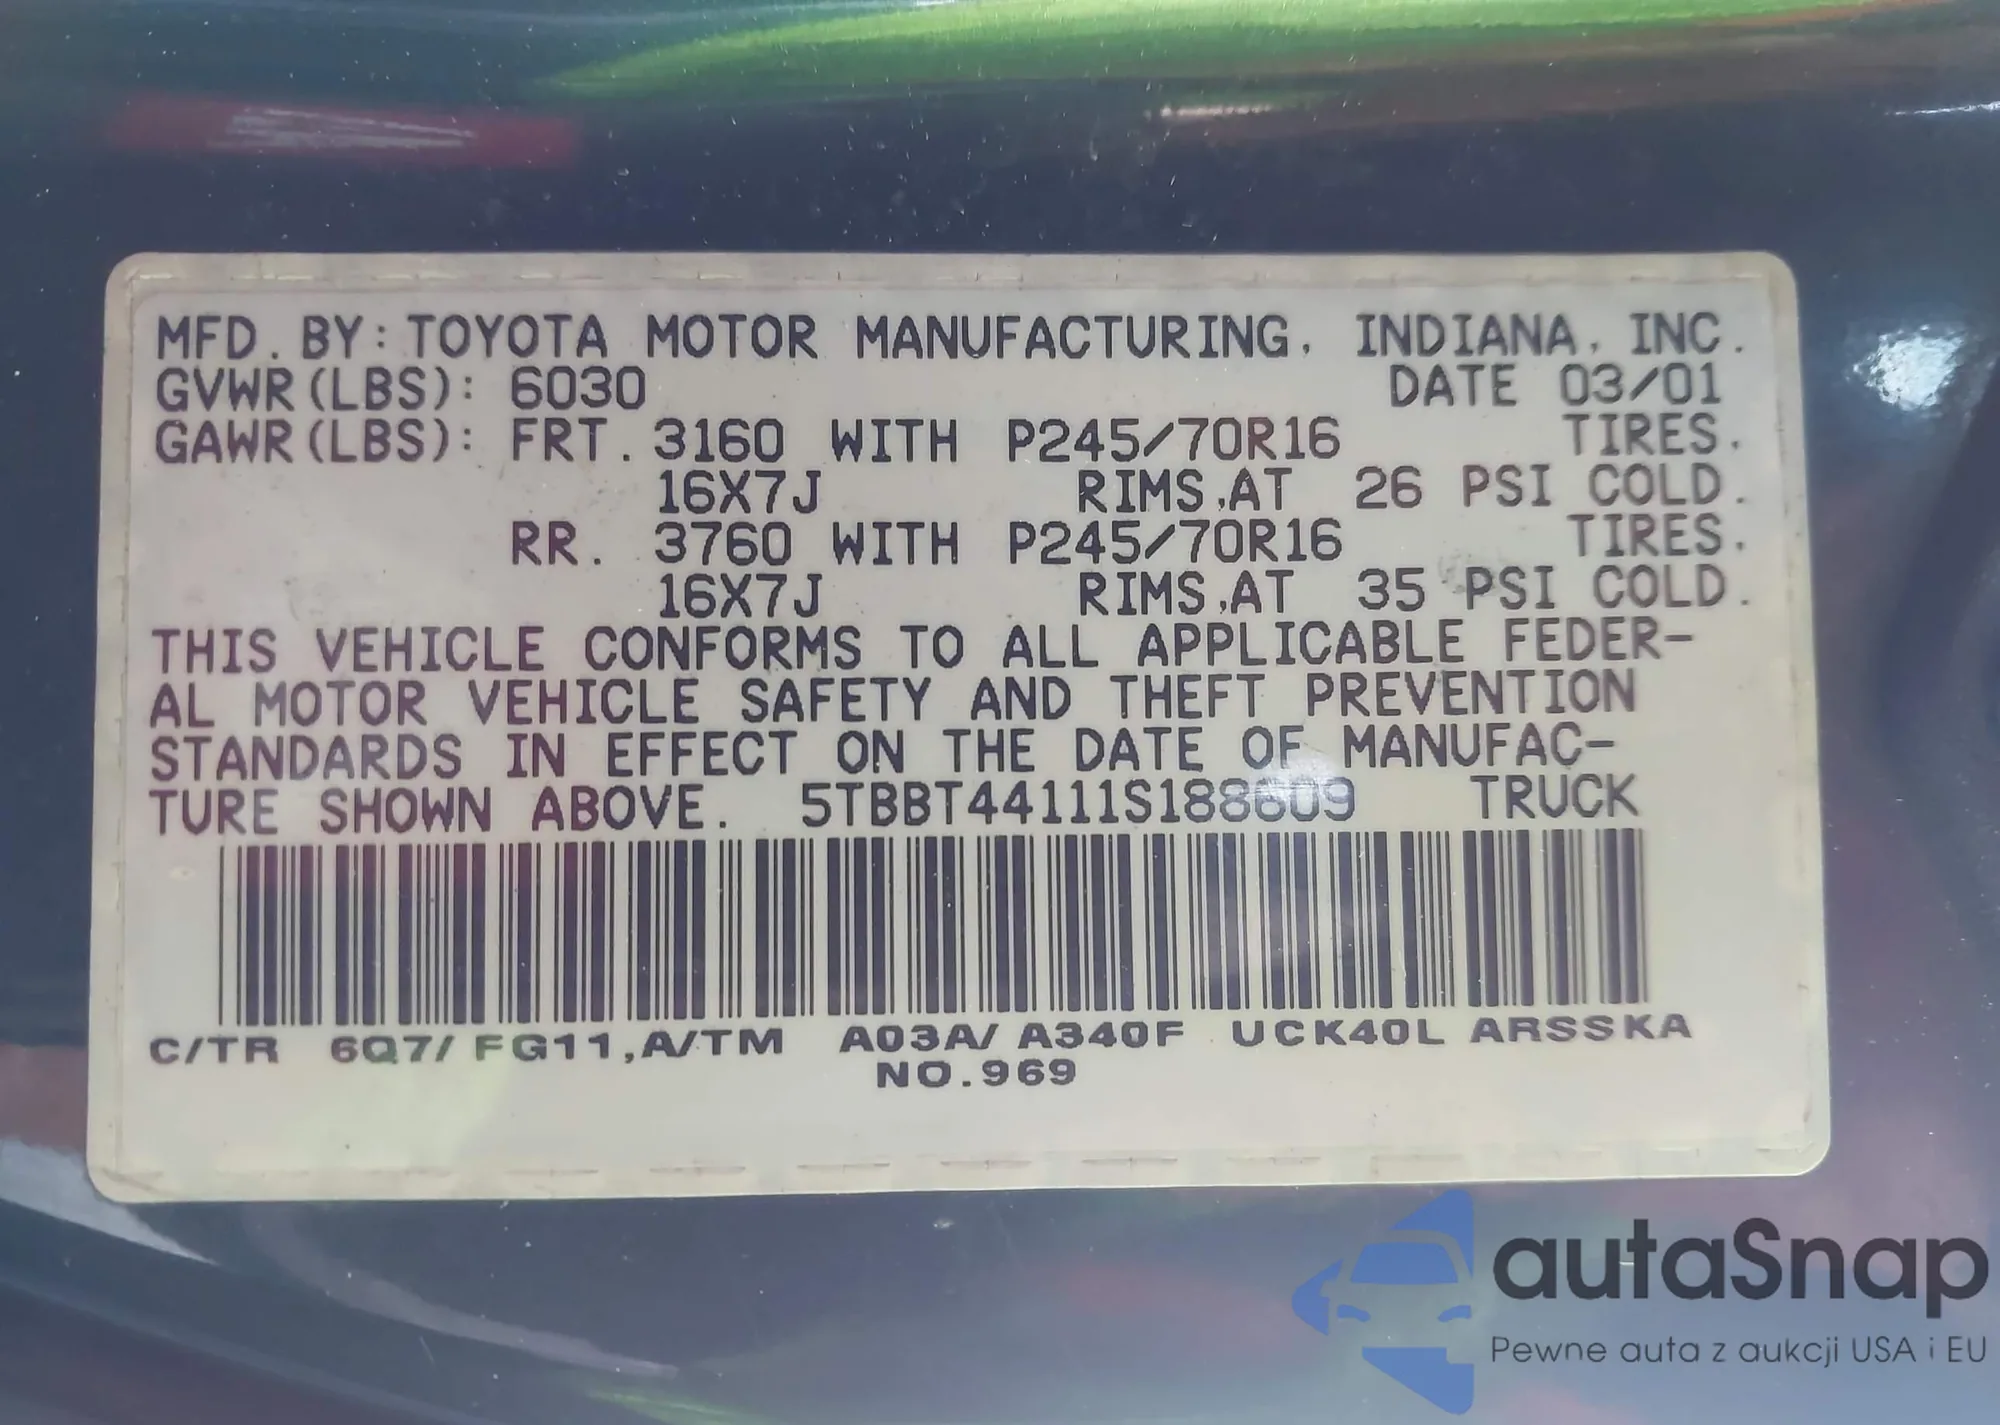 MFD. BY: TOYOTA MOTOR MANUFACTURING, INDIANA, INC.
GVWR(LBS): 6030 DATE 03/01
GAWR(LBS): FRT. 3160 WITH P245/70R16 TIRES.
16X7J RIMS,AT 26 PSI COLD.
RR. 3760 WITH P245/70R16 TIRES.
16X7J RIMS,AT 35 PSI COLD.
THIS VEHICLE CONFORMS TO ALL APPLICABLE FEDER-
AL MOTOR VEHICLE SAFETY AND THEFT PREVENTION
STANDARDS IN EFFECT ON THE DATE OF MANUFAC-
TURE SHOWN ABOVE. 5TBBT44111S188609 TRUCK
C/TR 6Q7/ FG11,A/TM A03A/ A340F UCK40L ARSSKA
NO.969
autaSnap
Pewne auta z aukcji USA i EU